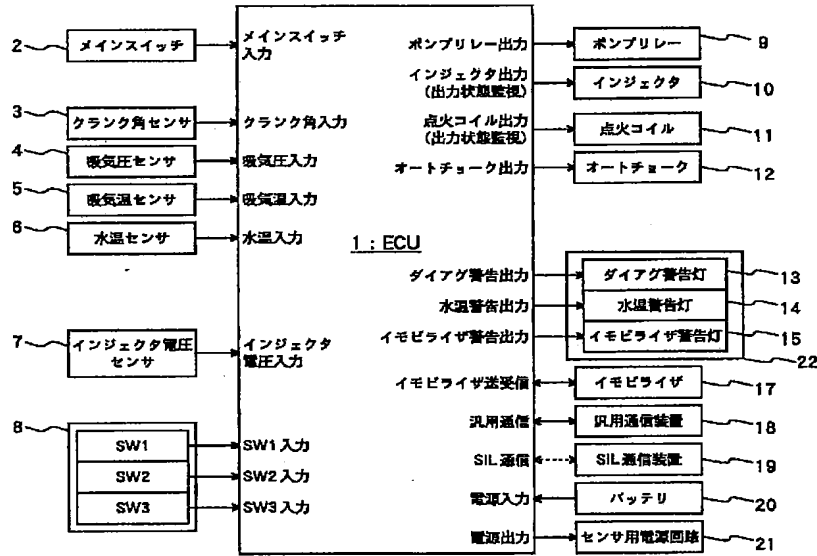 2
メインスイッチ
メインスイッチ
入力
3
クランク角センサ
クランク角入力
4
吸気圧センサ
吸気圧入力
5
吸気温センサ
吸気温入力
6
水温センサ
水温入力
7
インジェクタ電圧
センサ
インジェクタ
電圧入力
8
SW1
SW1入力
SW2
SW2入力
SW3
SW3入力
1：ECU
ポンプリレー出力
ポンプリレー
9
インジェクタ出力
(出力状態監視)
インジェクタ
10
点火コイル出力
(出力状態監視)
点火コイル
11
オートチョーク出力
オートチョーク
12
ダイアグ警告出力
ダイアグ警告灯
13
水温警告出力
水温警告灯
14
イモビライザ警告出力
イモビライザ警告灯
15
22
イモビライザ送受信
イモビライザ
17
汎用通信
汎用通信装置
18
SIL通信
SIL通信装置
19
電源入力
バッテリ
20
電源出力
センサ用電源回路
21